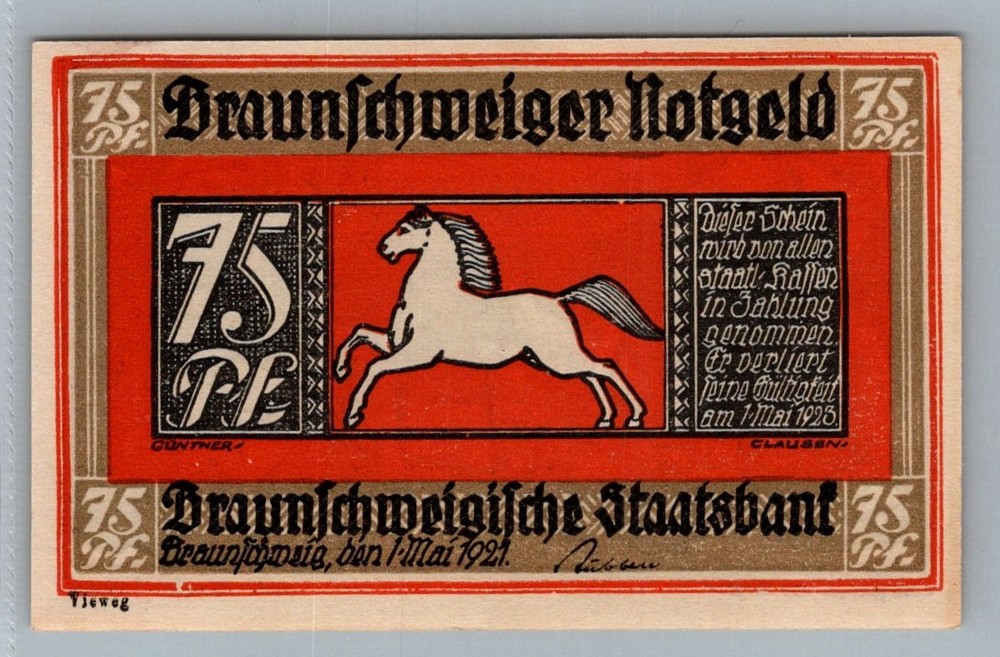 75 Pf.
Braunschweiger Notgeld
75 Pf.
75
Pf.
Dieser Schein
wird von allen
staatl. Kassen
in Zahlung
genommen
Er verliert
seine Gültigkeit
am 1. Mai 1923.
GÜNTHER
CLAUSEN
75 Pf.
Braunschweigische Staatsbank
75 Pf.
Braunschweig, den 1. Mai 1921.
Vieweg